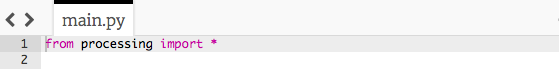 main.py
1 from processing import *
2